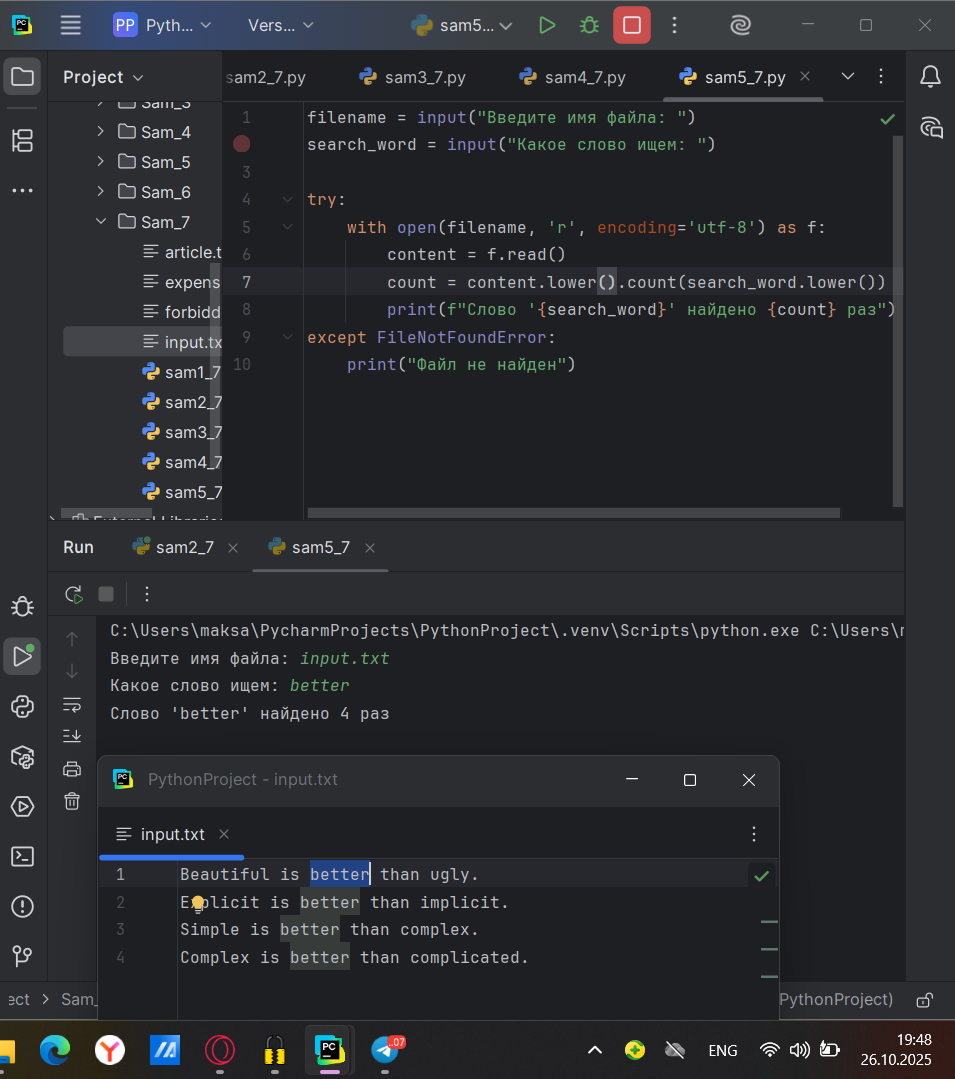 PP Pyth... Vers... sam5...
Project
sam2_7.py sam3_7.py sam4_7.py sam5_7.py
Sam_3
Sam_4
Sam_5
Sam_6
Sam_7
article.t
expens
forbidd
input.tx
sam1_7
sam2_7
sam3_7
sam4_7
sam5_7
1 filename = input("Введите имя файла: ")
search_word = input("Какое слово ищем: ")
3
4 try:
5 with open(filename, 'r', encoding='utf-8') as f:
6 content = f.read()
7 count = content.lower().count(search_word.lower())
8 print(f"Слово '{search_word}' найдено {count} раз")
9 except FileNotFoundError:
10 print("Файл не найден")
Run sam2_7 sam5_7
C:\Users\maksa\PycharmProjects\PythonProject\.venv\Scripts\python.exe C:\Users\
Введите имя файла: input.txt
Какое слово ищем: better
Слово 'better' найдено 4 раз
PC PythonProject - input.txt
input.txt
1 Beautiful is better than ugly.
2 Explicit is better than implicit.
3 Simple is better than complex.
4 Complex is better than complicated.
ect > Sam_ PythonProject)
PC .07 ENG 19:48
26.10.2025